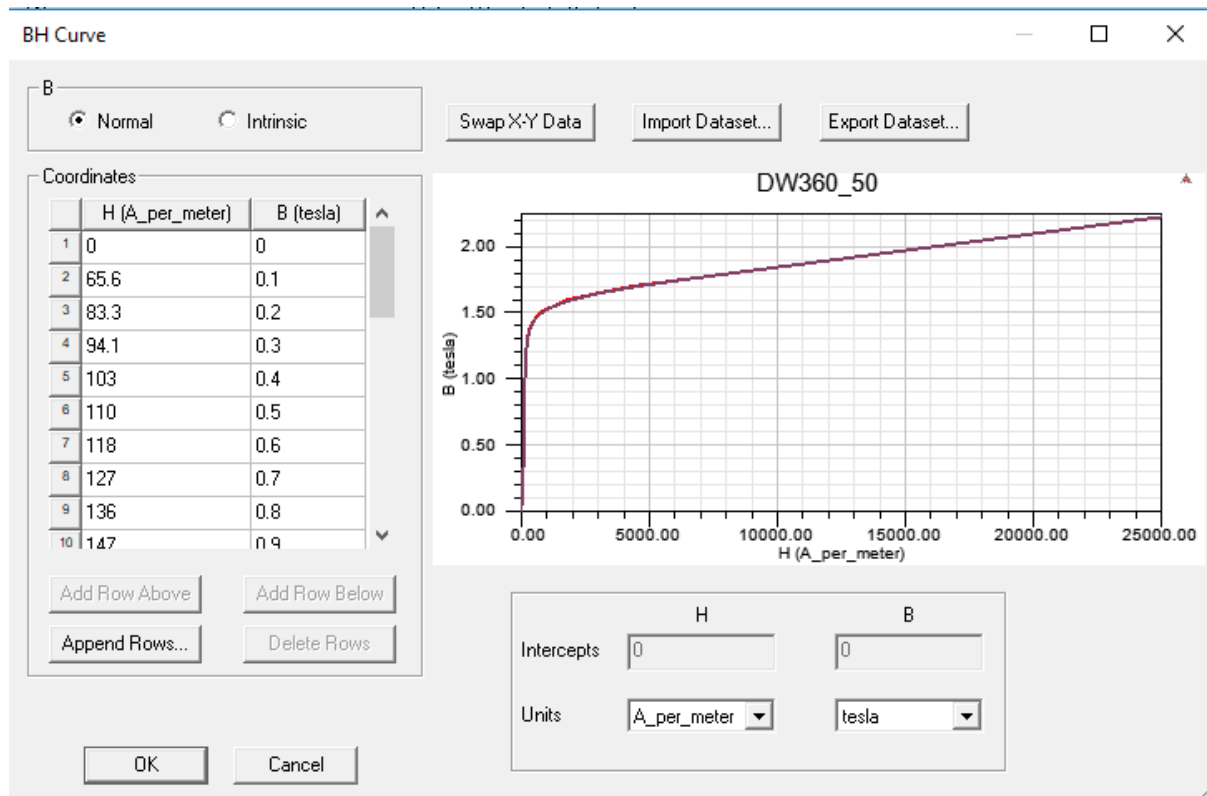 BH Curve
B
Normal Intrinsic
Swap X-Y Data Import Dataset... Export Dataset...
Coordinates
H (A_per_meter) B (tesla)
1 0 0
2 65.6 0.1
3 83.3 0.2
4 94.1 0.3
5 103 0.4
6 110 0.5
7 118 0.6
8 127 0.7
9 136 0.8
10 147 0.9
Add Row Above Add Row Below
Append Rows... Delete Rows
OK Cancel
DW360_50
B (tesla)
2.00
1.50
1.00
0.50
0.00
0.00 5000.00 10000.00 15000.00 20000.00 25000.00
H (A_per_meter)
H B
Intercepts 0 0
Units A_per_meter tesla